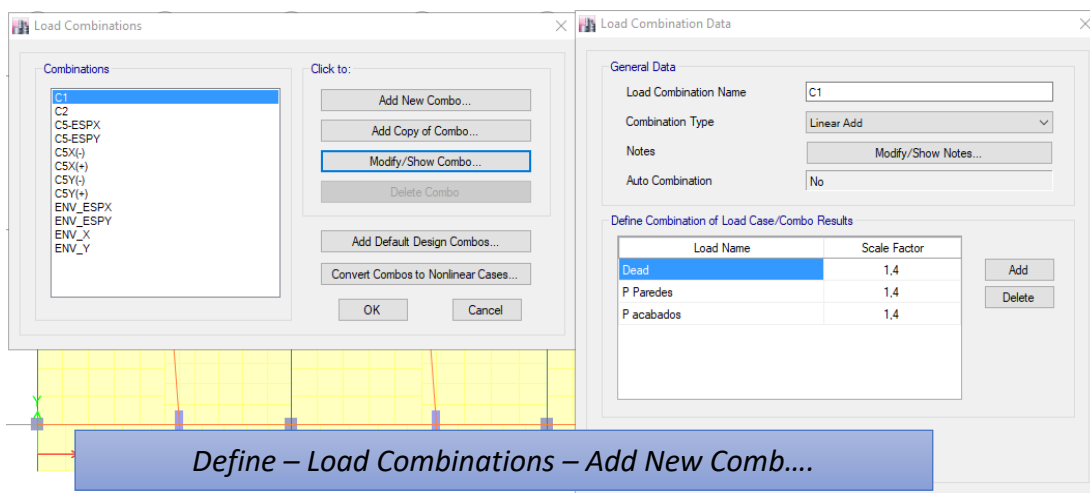 Load Combinations
Combinations
C1
C2
C5-ESPX
C5-ESPY
C5X(-)
C5X(+)
C5Y(-)
C5Y(+)
ENV_ESPX
ENV_ESPY
ENV_X
ENV_Y
Click to:
Add New Combo...
Add Copy of Combo...
Modify/Show Combo...
Delete Combo
Add Default Design Combos...
Convert Combos to Nonlinear Cases...
OK Cancel
Load Combination Data
General Data
Load Combination Name C1
Combination Type Linear Add
Notes Modify/Show Notes...
Auto Combination No
Define Combination of Load Case/Combo Results
Load Name Scale Factor
Dead 1,4 Add
P Paredes 1,4 Delete
P acabados 1,4
Y
Define – Load Combinations – Add New Comb....